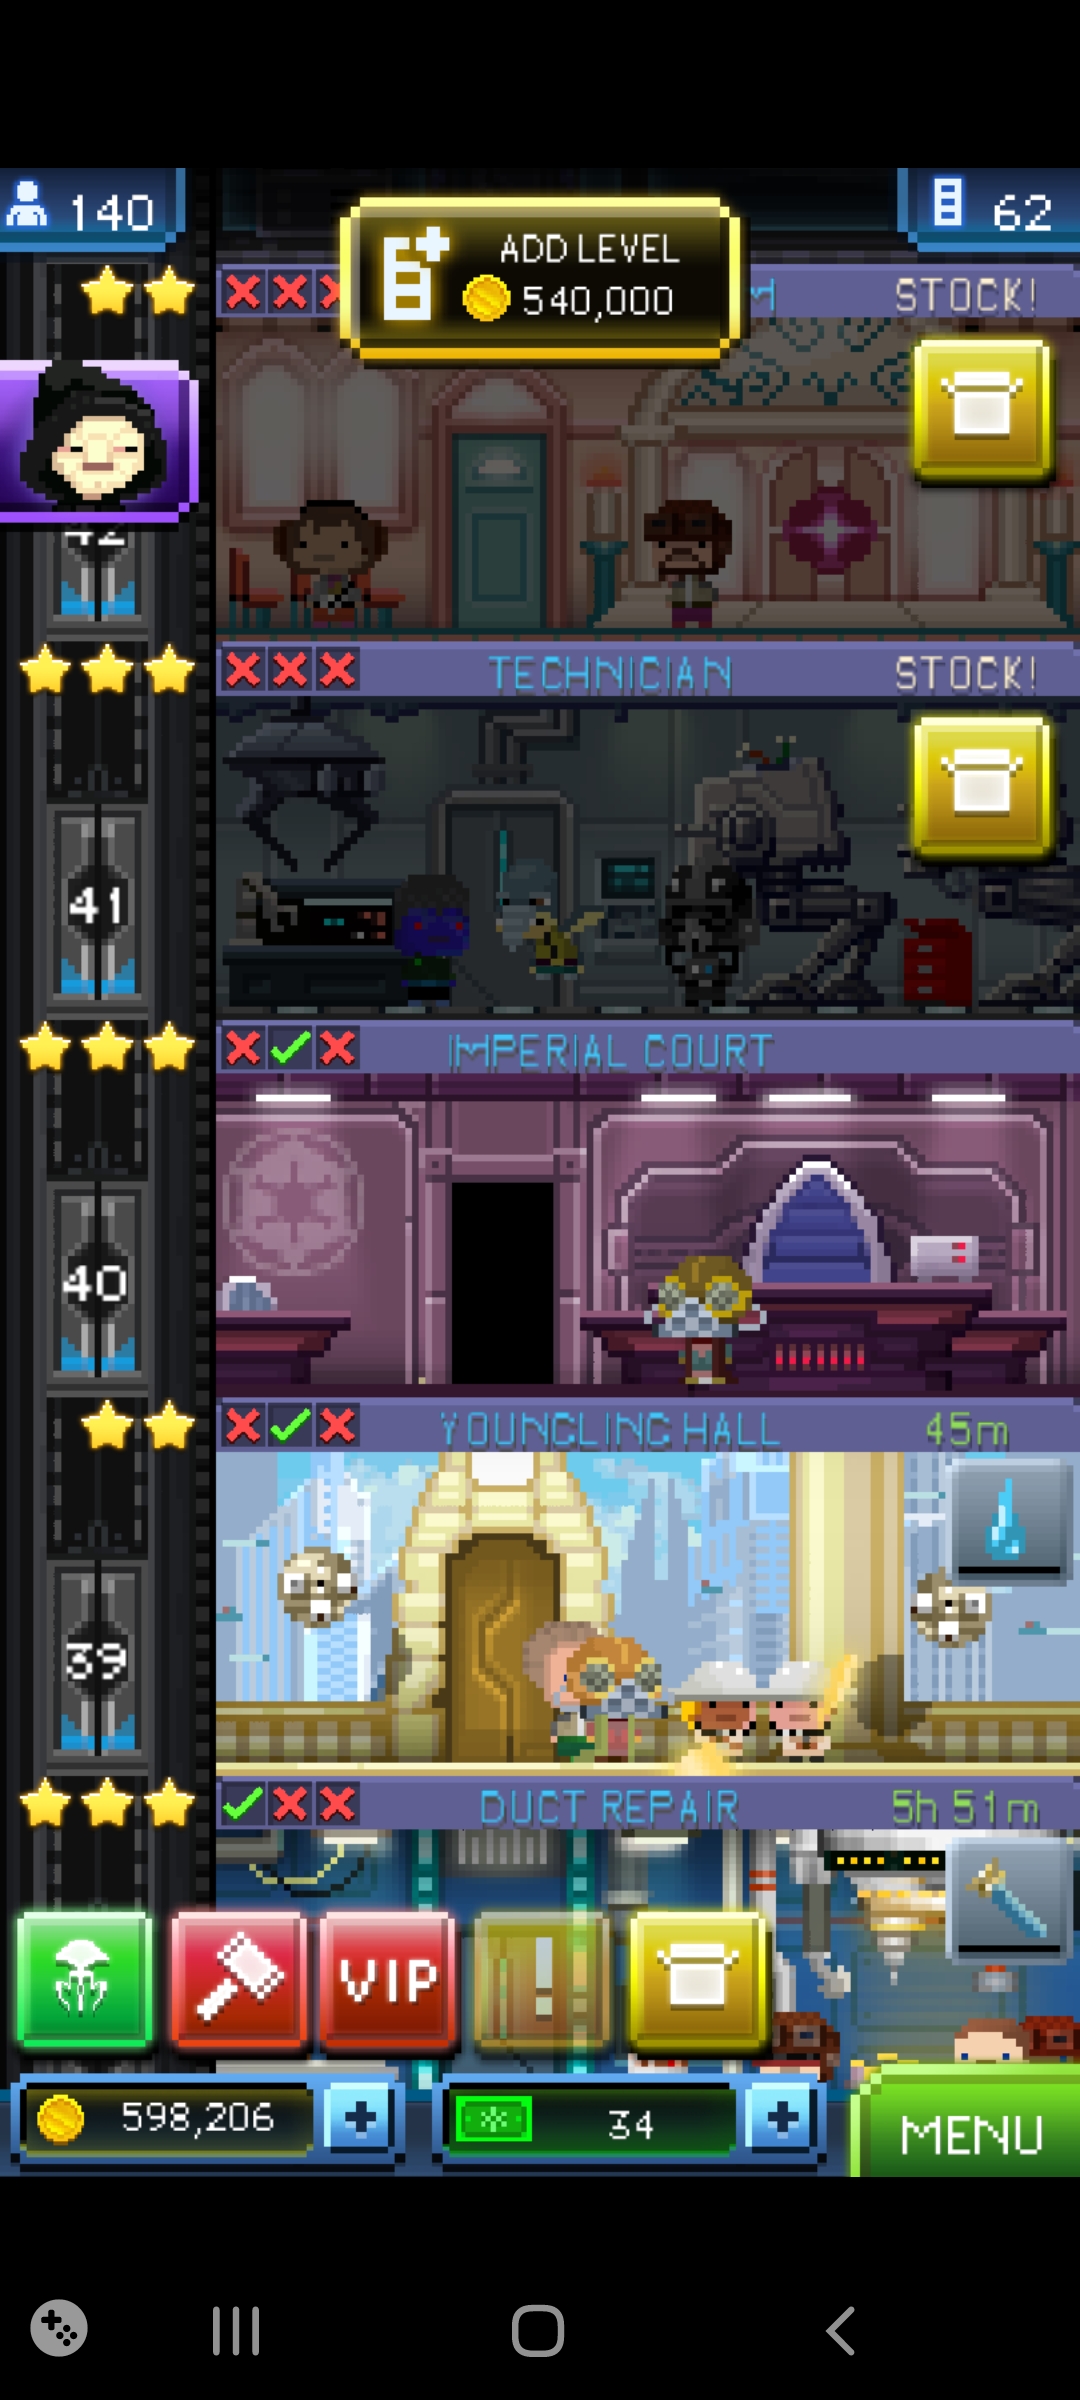 140
ADD LEVEL
540,000
62
STOCK!
42
TECHNICIAN
STOCK!
41
IMPERIAL COURT
40
YOUNGLING HALL
45m
39
DUCT REPAIR
5h 51m
VIP
598,206
34
MENU